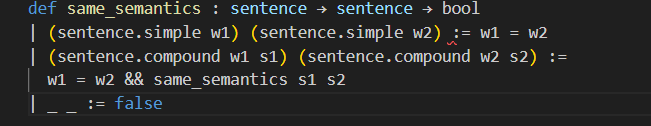 def same_semantics : sentence → sentence → bool
| (sentence.simple w1) (sentence.simple w2) := w1 = w2
| (sentence.compound w1 s1) (sentence.compound w2 s2) :=
w1 = w2 && same_semantics s1 s2
| _ _ := false